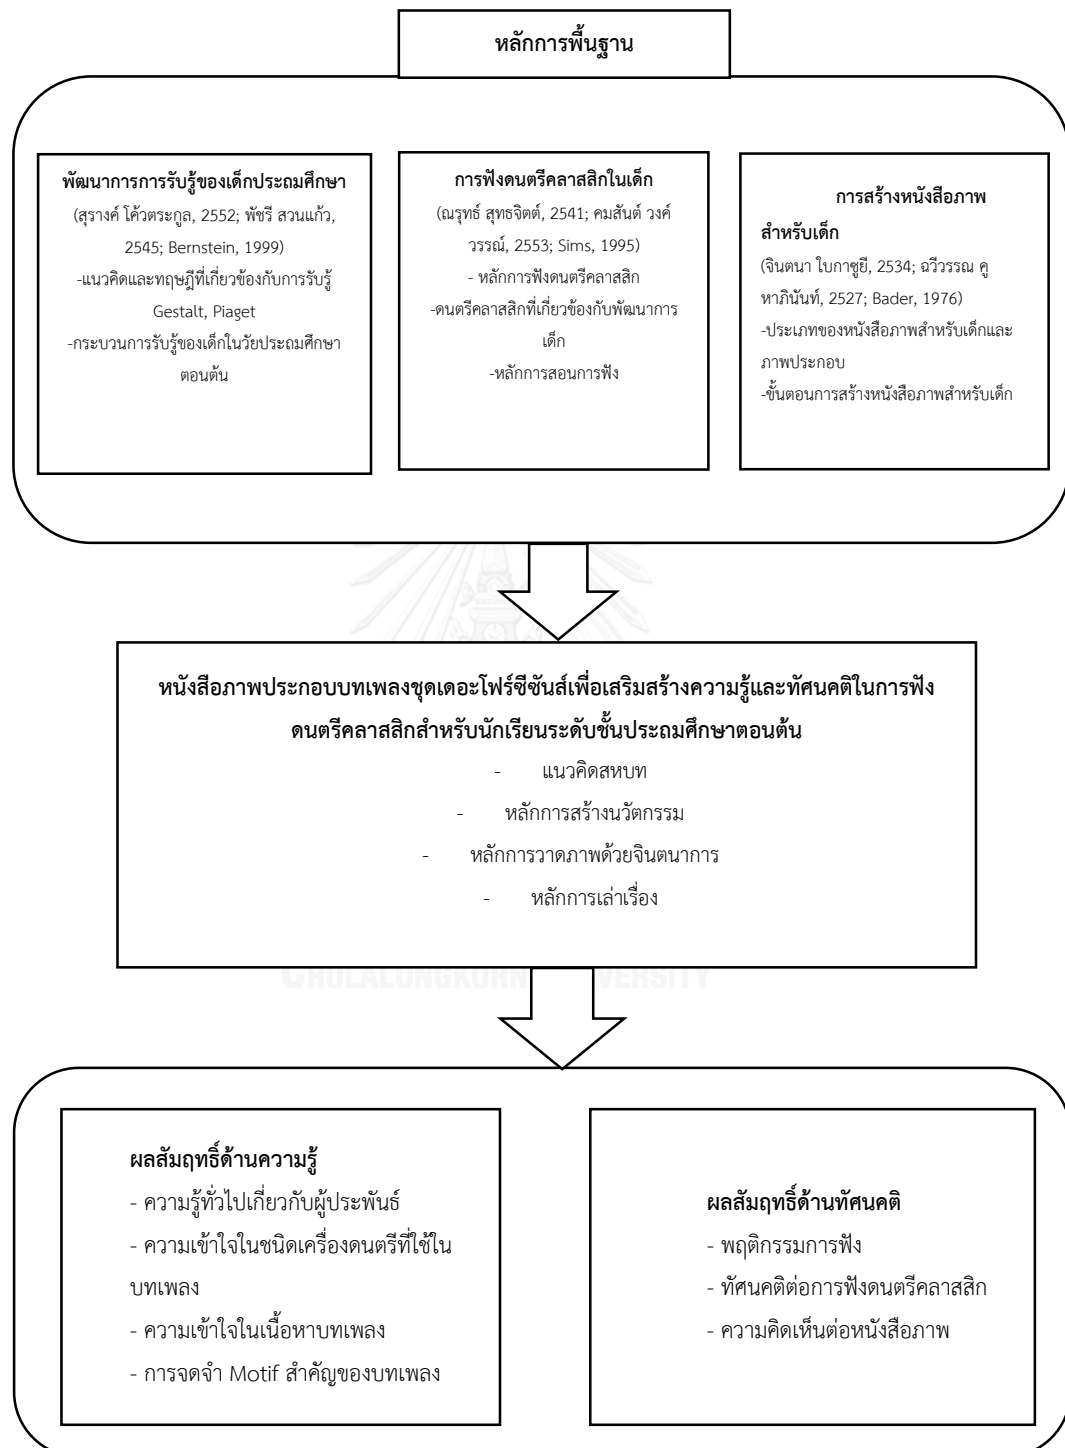 หลักการพื้นฐาน
พัฒนาการการรับรู้ของเด็กประถมศึกษา
(สุรางค์ โค้วตระกูล, 2552; พัชรี สวนแก้ว,
2545; Bernstein, 1999)
-แนวคิดและทฤษฎีที่เกี่ยวข้องกับการรับรู้
Gestalt, Piaget
-กระบวนการรับรู้ของเด็กในวัยประถมศึกษา
ตอนต้น
การฟังดนตรีคลาสสิกในเด็ก
(ณรุทธ์ สุทธจิตต์, 2541; คมสันต์ วงค์
วรรณ์, 2553; Sims, 1995)
- หลักการฟังดนตรีคลาสสิก
-ดนตรีคลาสสิกที่เกี่ยวข้องกับพัฒนาการ
เด็ก
-หลักการสอนการฟัง
การสร้างหนังสือภาพ
สำหรับเด็ก
(จินตนา ใบกาซูยี, 2534; ฉวีวรรณ คู
หาภินันท์, 2527; Bader, 1976)
-ประเภทของหนังสือภาพสำหรับเด็กและ
ภาพประกอบ
-ขั้นตอนการสร้างหนังสือภาพสำหรับเด็ก
หนังสือภาพประกอบบทเพลงชุดเดอะโฟร์ซีซันส์เพื่อเสริมสร้างความรู้และทัศนคติในการฟัง
ดนตรีคลาสสิกสำหรับนักเรียนระดับชั้นประถมศึกษาตอนต้น
- แนวคิดสหบท
- หลักการสร้างนวัตกรรม
- หลักการวาดภาพด้วยจินตนาการ
- หลักการเล่าเรื่อง
CHULALONGKORN UNIVERSITY
ผลสัมฤทธิ์ด้านความรู้
- ความรู้ทั่วไปเกี่ยวกับผู้ประพันธ์
- ความเข้าใจในชนิดเครื่องดนตรีที่ใช้ใน
บทเพลง
- ความเข้าใจในเนื้อหาบทเพลง
- การจดจำ Motif สำคัญของบทเพลง
ผลสัมฤทธิ์ด้านทัศนคติ
- พฤติกรรมการฟัง
- ทัศนคติต่อการฟังดนตรีคลาสสิก
- ความคิดเห็นต่อหนังสือภาพ